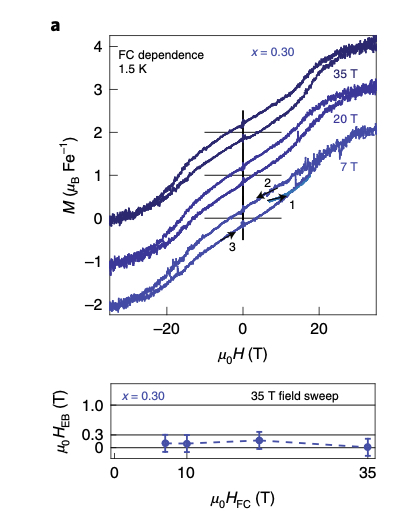 a
4
3
2
1
0
−1
−2
M (μB Fe−1)
FC dependence
1.5 K
x = 0.30
35 T
20 T
7 T
2
1
3
−20
0
20
μ0H (T)
x = 0.30
35 T field sweep
1.0
0.3
0
μ0HEB (T)
0
10
35
μ0HFC (T)